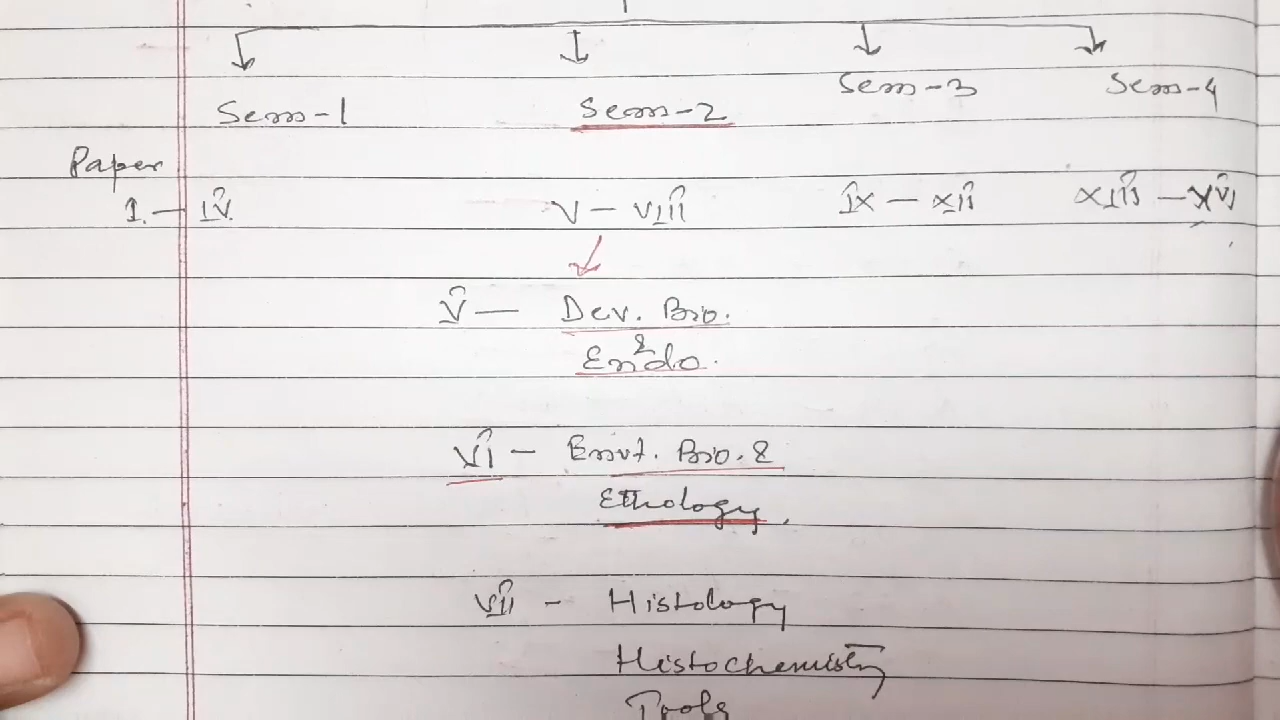 Sem-1 Sem-2 Sem-3 Sem-4
Paper
I - IV V - VIII IX - XII XIII - XVI
V - Dev. Bio.
& Endo.
VI - Envt. Bio. &
Ethology.
VII - Histology
Histochemistry
Tools